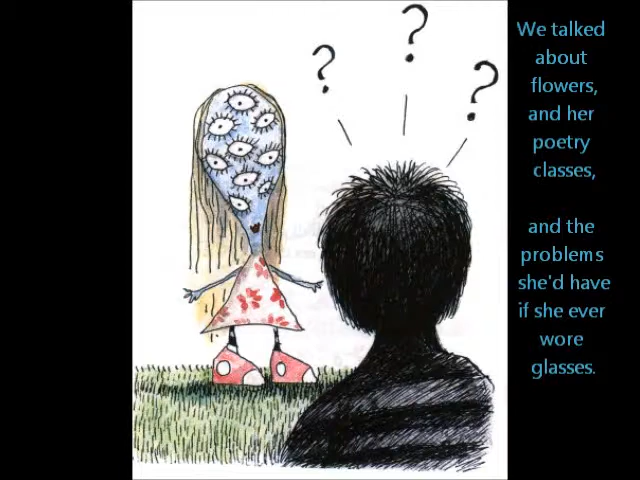 ? ? ?
We talked
about
flowers,
and her
poetry
classes,
and the
problems
she'd have
if she ever
wore
glasses.